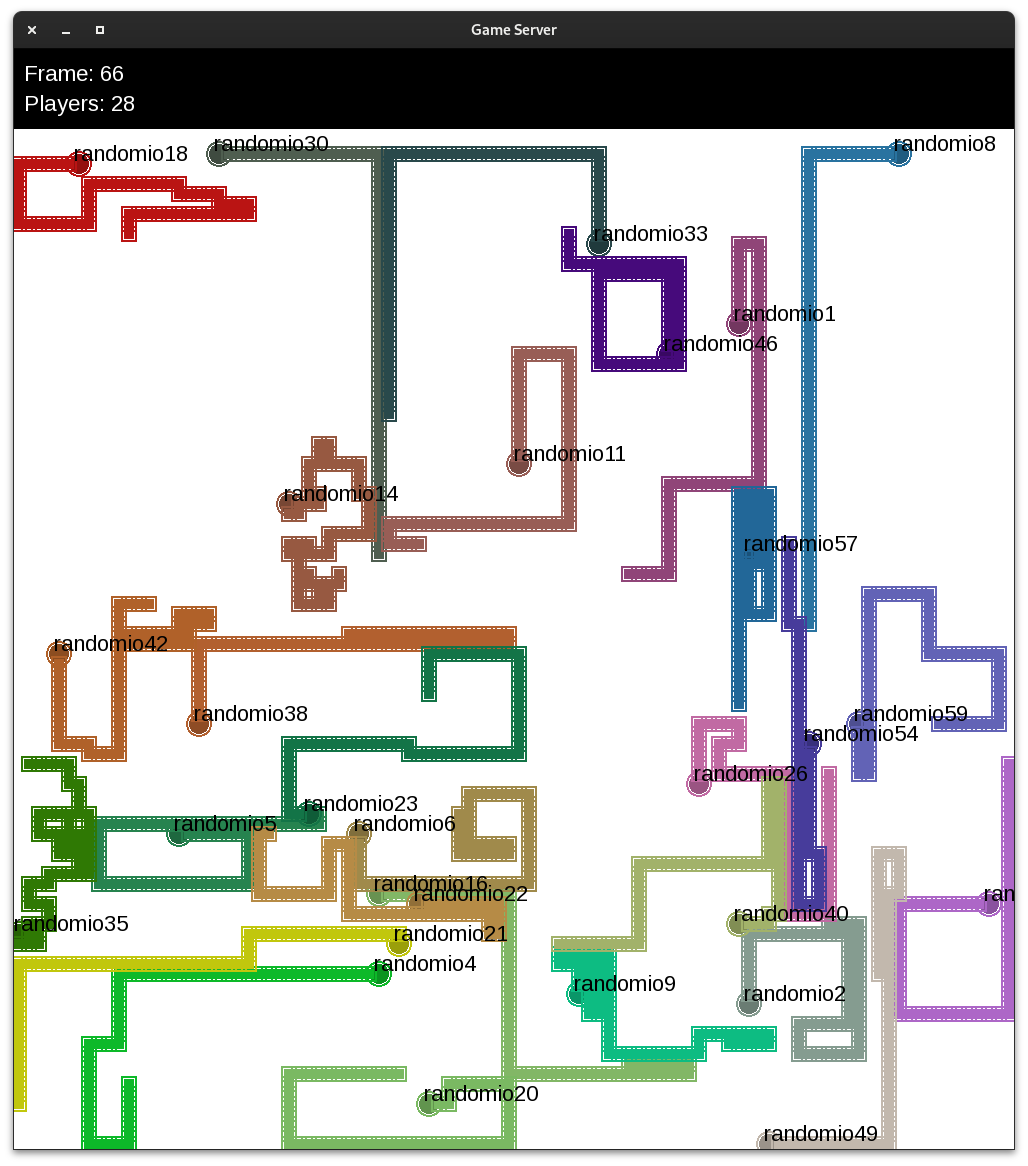 Game Server
Frame: 66
Players: 28
randomio30
randomio8
randomio18
randomio33
randomio1
randomio46
randomio11
randomio14
randomio57
randomio42
randomio38
randomio59
randomio54
randomio26
randomio23
randomio5
randomio6
randomio16
randomio22
ran
randomio40
randomio35
randomio21
randomio4
randomio9
randomio2
randomio20
randomio49